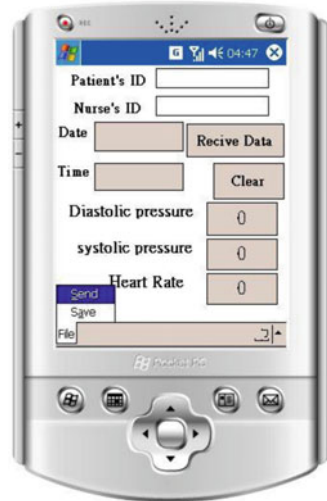 REC
G 04:47
Patient's ID
Nurse's ID
Date
Recive Data
Time
Clear
Diastolic pressure 0
systolic pressure 0
Heart Rate 0
Send
Save
File
Pocket PC